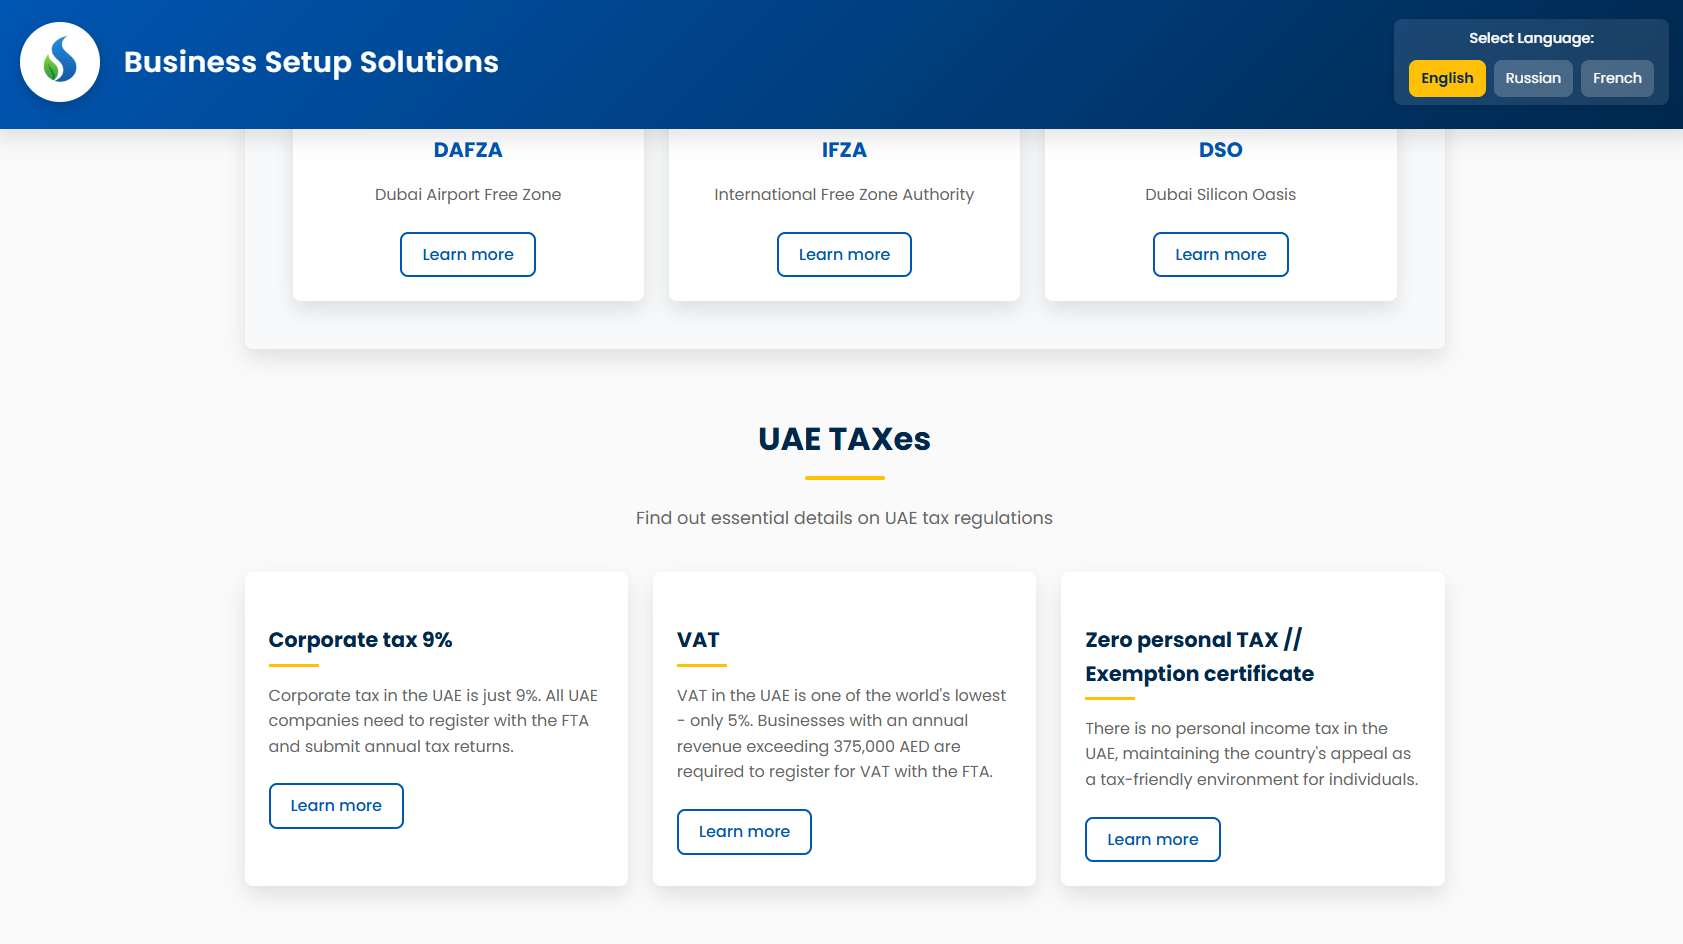 Business Setup Solutions
Select Language:
English Russian French
DAFZA
Dubai Airport Free Zone
Learn more
IFZA
International Free Zone Authority
Learn more
DSO
Dubai Silicon Oasis
Learn more
UAE TAXes
Find out essential details on UAE tax regulations
Corporate tax 9%
Corporate tax in the UAE is just 9%. All UAE
companies need to register with the FTA
and submit annual tax returns.
Learn more
VAT
VAT in the UAE is one of the world's lowest
- only 5%. Businesses with an annual
revenue exceeding 375,000 AED are
required to register for VAT with the FTA.
Learn more
Zero personal TAX //
Exemption certificate
There is no personal income tax in the
UAE, maintaining the country's appeal as
a tax-friendly environment for individuals.
Learn more